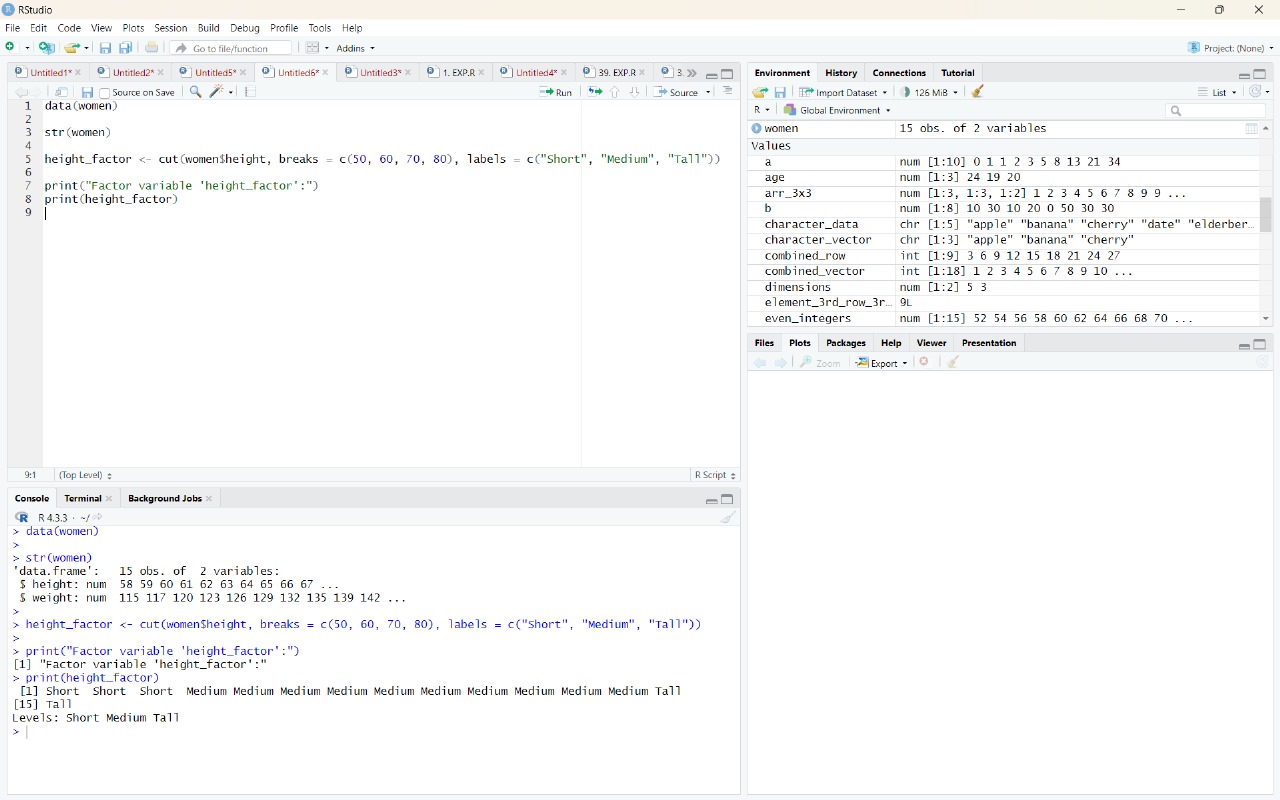 RStudio
File Edit Code View Plots Session Build Debug Profile Tools Help
Go to file/function Addins Project: (None)
Untitled1* Untitled2* Untitled5* Untitled6* Untitled3* 1. EXP.R Untitled4* 39. EXP.R 3.
Source on Save Run Source
1 data(women)
2
3 str(women)
4
5 height_factor <- cut(women$height, breaks = c(50, 60, 70, 80), labels = c("Short", "Medium", "Tall"))
6
7 print("Factor variable 'height_factor':")
8 print(height_factor)
9
9:1 (Top Level) R Script
Console Terminal Background Jobs
R 4.3.3 · ~/
> data(women)
>
> str(women)
'data.frame': 15 obs. of 2 variables:
$ height: num 58 59 60 61 62 63 64 65 66 67 ...
$ weight: num 115 117 120 123 126 129 132 135 139 142 ...
>
> height_factor <- cut(women$height, breaks = c(50, 60, 70, 80), labels = c("Short", "Medium", "Tall"))
>
> print("Factor variable 'height_factor':")
[1] "Factor variable 'height_factor':"
> print(height_factor)
[1] Short Short Short Medium Medium Medium Medium Medium Medium Medium Medium Medium Medium Tall
[15] Tall
Levels: Short Medium Tall
>
Environment History Connections Tutorial
Import Dataset 126 MiB List
R Global Environment
women 15 obs. of 2 variables
Values
a num [1:10] 0 1 1 2 3 5 8 13 21 34
age num [1:3] 24 19 20
arr_3x3 num [1:3, 1:3, 1:2] 1 2 3 4 5 6 7 8 9 9 ...
b num [1:8] 10 30 10 20 0 50 30 30
character_data chr [1:5] "apple" "banana" "cherry" "date" "elderber…
character_vector chr [1:3] "apple" "banana" "cherry"
combined_row int [1:9] 3 6 9 12 15 18 21 24 27
combined_vector int [1:18] 1 2 3 4 5 6 7 8 9 10 ...
dimensions num [1:2] 5 3
element_3rd_row_3r… 9L
even_integers num [1:15] 52 54 56 58 60 62 64 66 68 70 ...
Files Plots Packages Help Viewer Presentation
Zoom Export